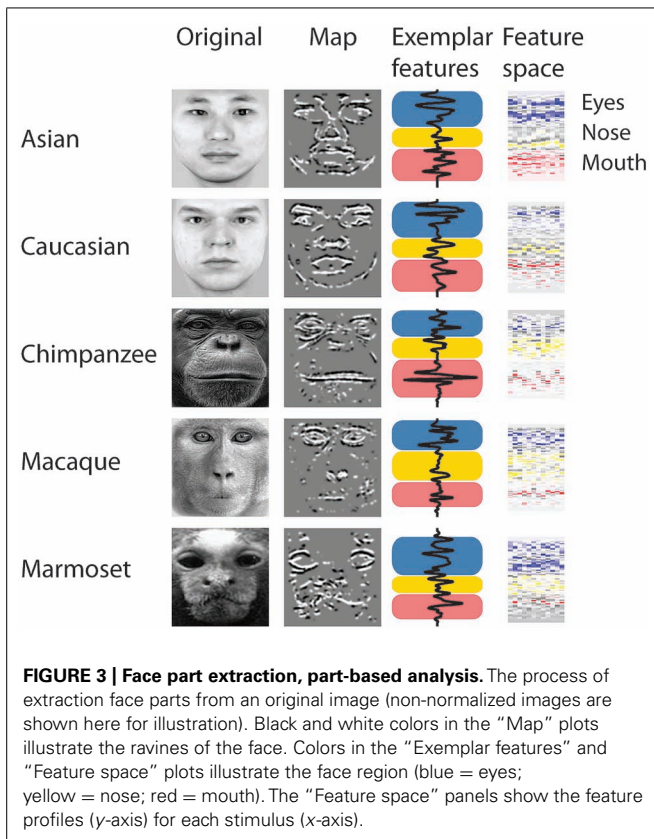 Original Map Exemplar features Feature space
Asian
Eyes
Nose
Mouth
Caucasian
Chimpanzee
Macaque
Marmoset
FIGURE 3 | Face part extraction, part-based analysis. The process of
extraction face parts from an original image (non-normalized images are
shown here for illustration). Black and white colors in the “Map” plots
illustrate the ravines of the face. Colors in the “Exemplar features” and
“Feature space” plots illustrate the face region (blue = eyes;
yellow = nose; red = mouth). The “Feature space” panels show the feature
profiles (y-axis) for each stimulus (x-axis).